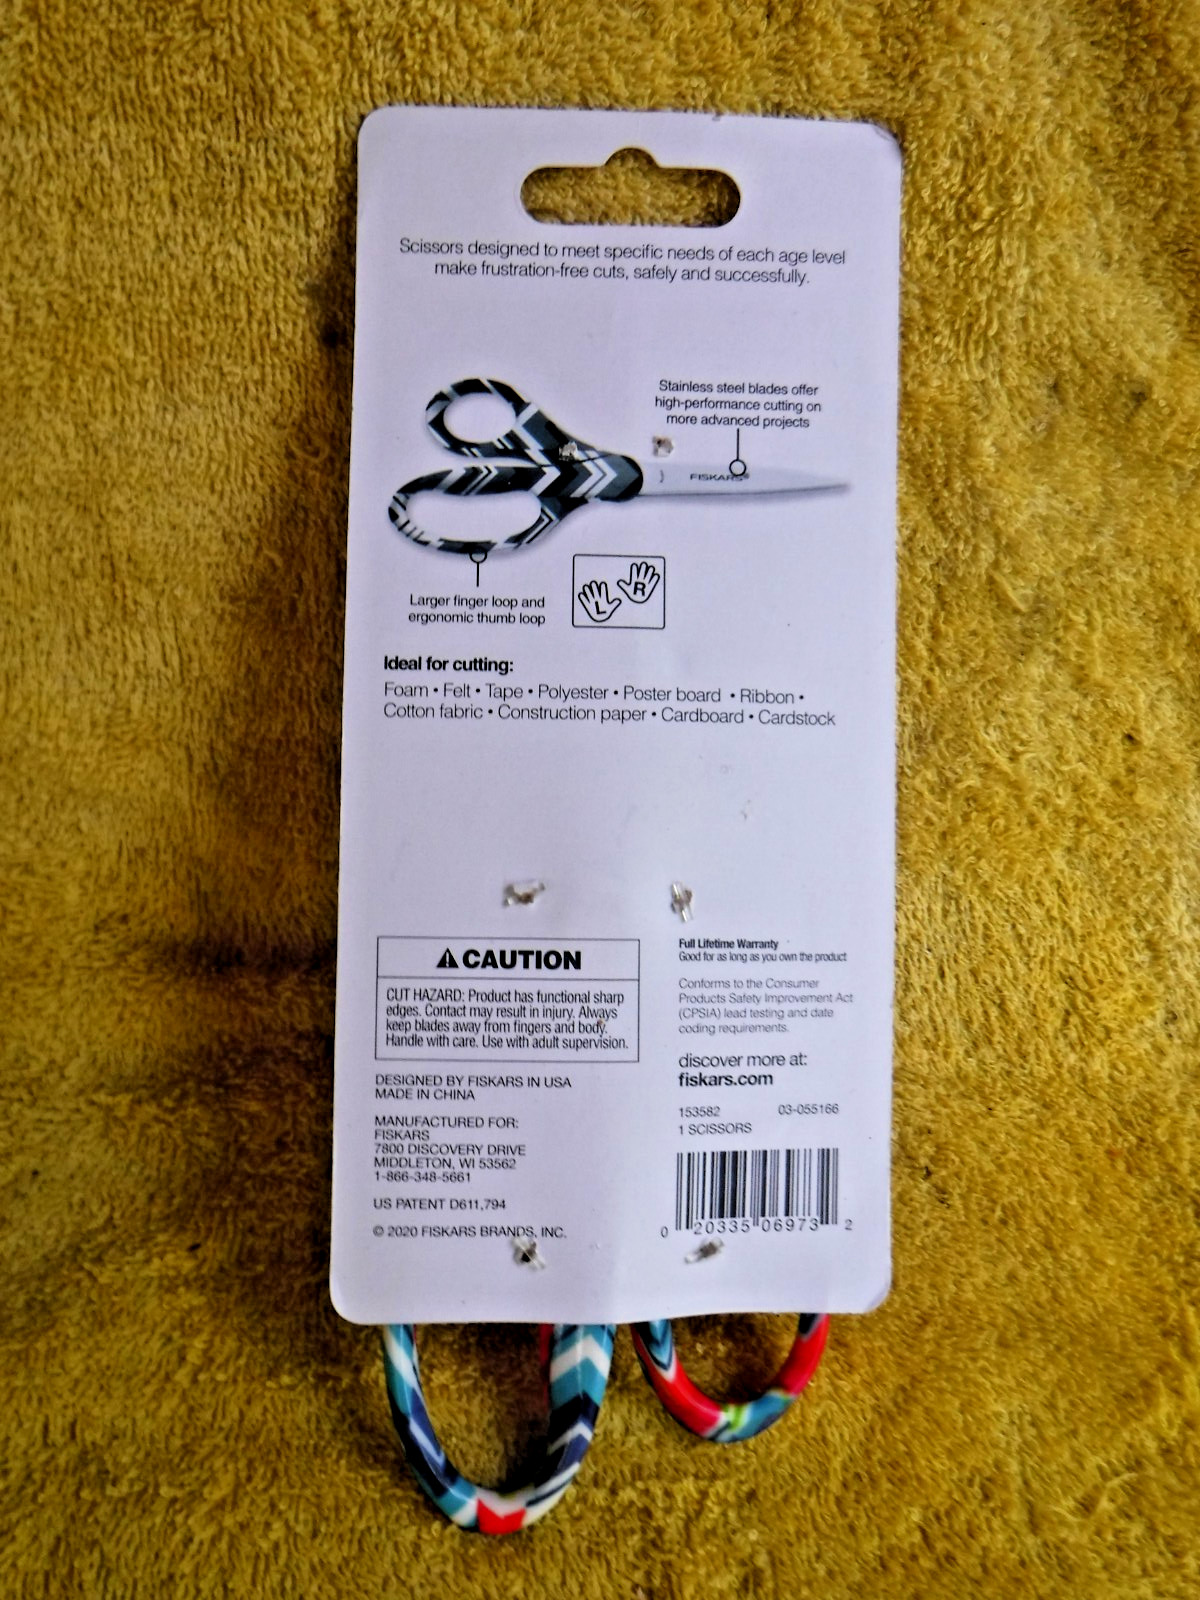 Scissors designed to meet specific needs of each age level
make frustration-free cuts, safely and successfully.
Stainless steel blades offer
high-performance cutting on
more advanced projects
FISKARS®
Larger finger loop and
ergonomic thumb loop
L
R
Ideal for cutting:
Foam • Felt • Tape • Polyester • Poster board • Ribbon •
Cotton fabric • Construction paper • Cardboard • Cardstock
CAUTION
CUT HAZARD: Product has functional sharp
edges. Contact may result in injury. Always
keep blades away from fingers and body.
Handle with care. Use with adult supervision.
DESIGNED BY FISKARS IN USA
MADE IN CHINA
MANUFACTURED FOR:
FISKARS
7800 DISCOVERY DRIVE
MIDDLETON, WI 53562
1-866-348-5661
US PATENT D611,794
© 2020 FISKARS BRANDS, INC.
Full Lifetime Warranty
Good for as long as you own the product
Conforms to the Consumer
Products Safety Improvement Act
(CPSIA) lead testing and date
coding requirements.
discover more at:
fiskars.com
153582 03-055166
1 SCISSORS
0 20335 06973 2